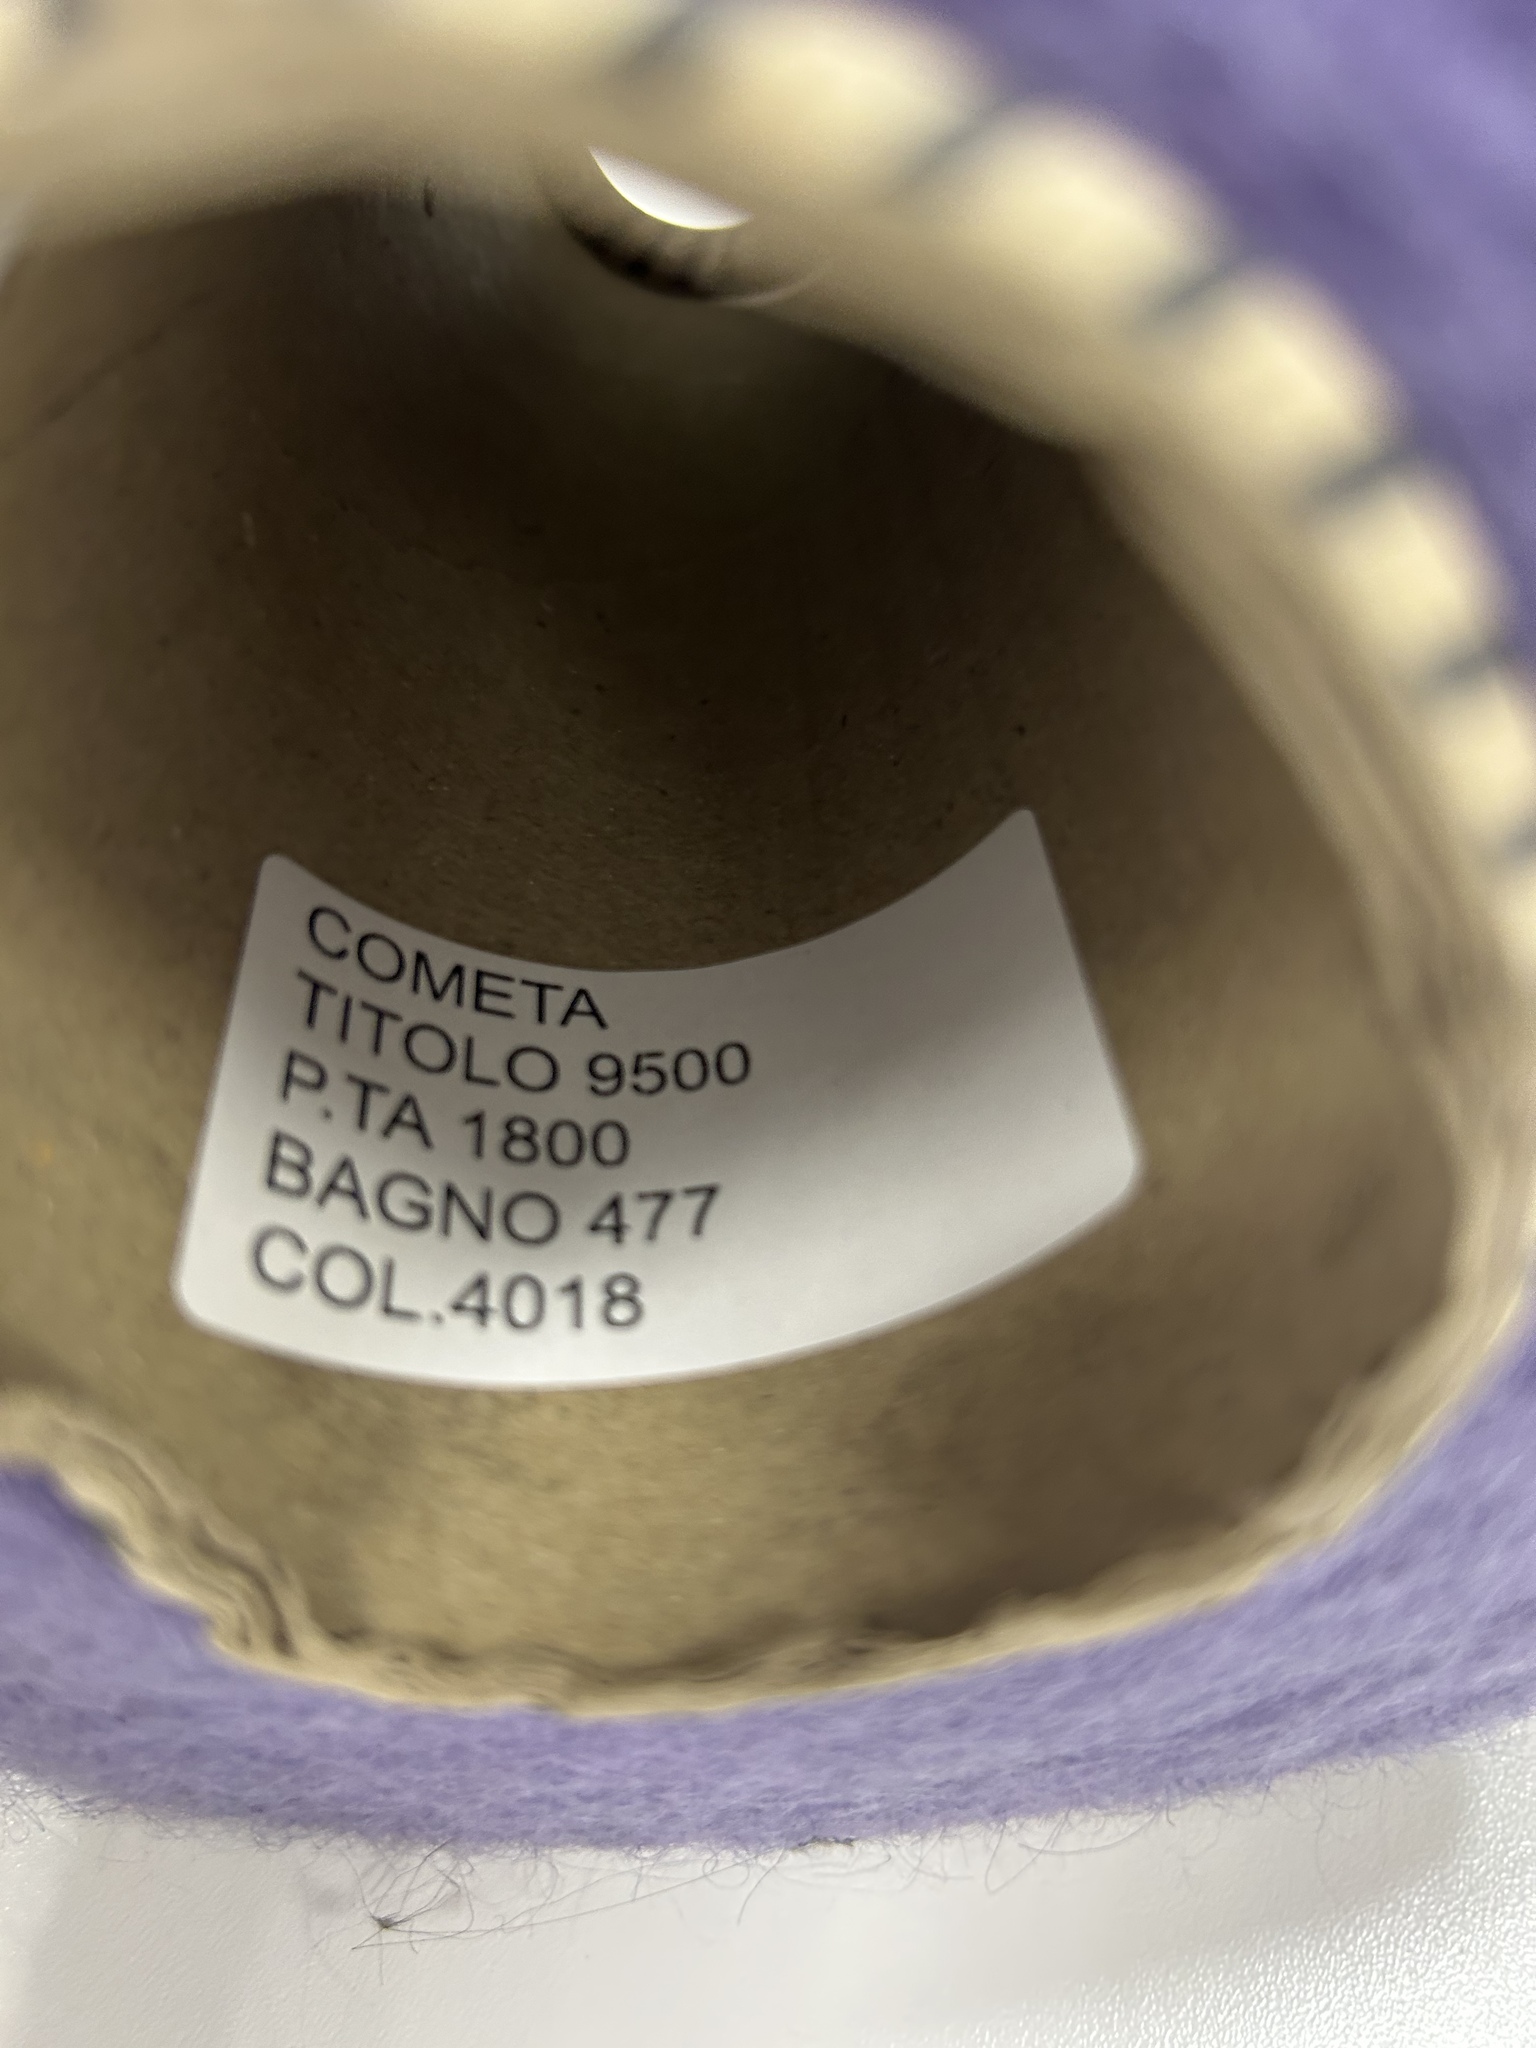 COMETA
TITOLO 9500
P.TA 1800
BAGNO 477
COL.4018